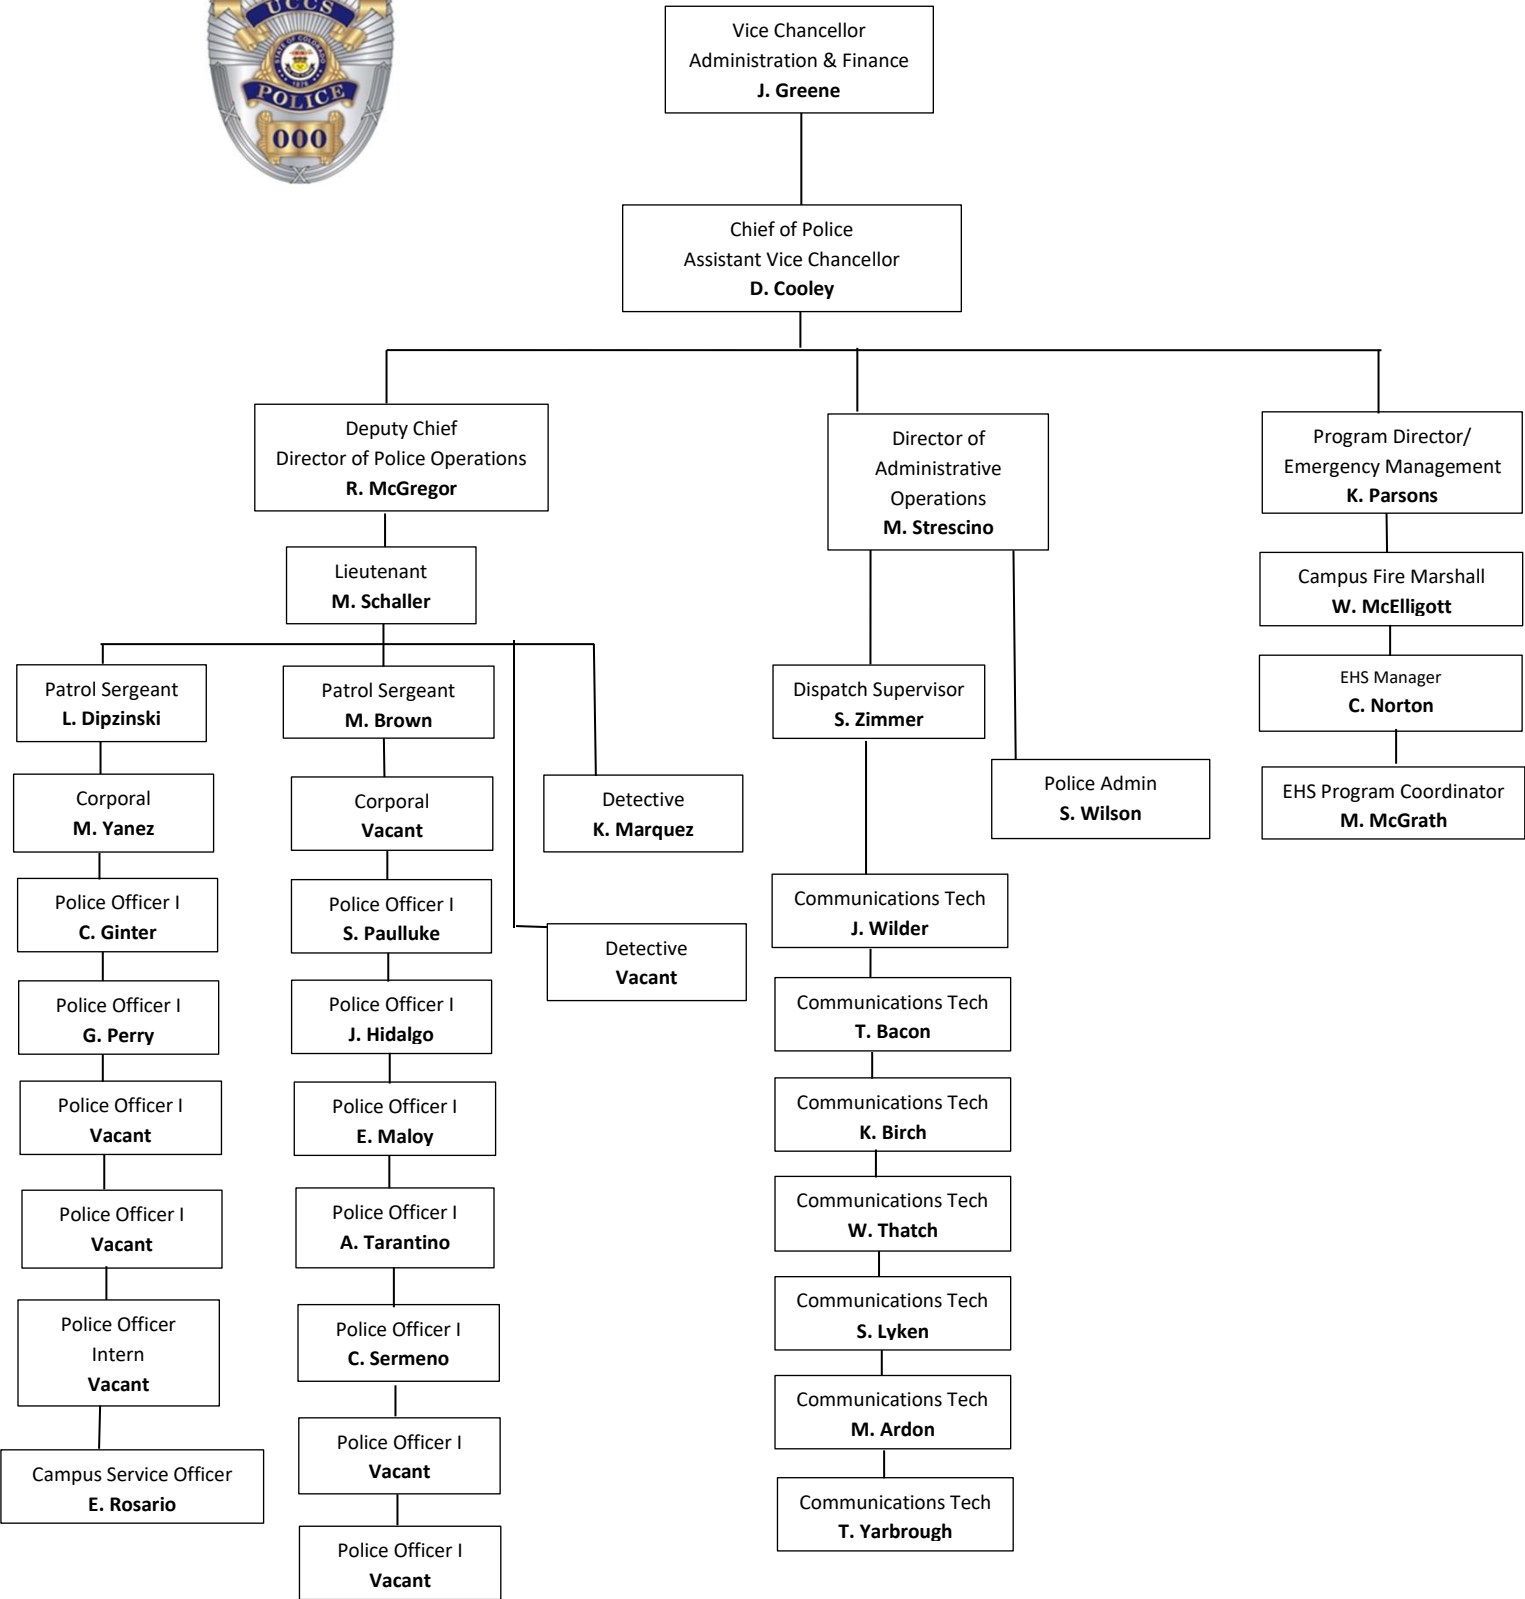 UCCS
STATE OF COLORADO
1876
POLICE
000
Vice Chancellor
Administration & Finance
J. Greene
Chief of Police
Assistant Vice Chancellor
D. Cooley
Deputy Chief
Director of Police Operations
R. McGregor
Lieutenant
M. Schaller
Patrol Sergeant
L. Dipzinski
Corporal
M. Yanez
Police Officer I
C. Ginter
Police Officer I
G. Perry
Police Officer I
Vacant
Police Officer I
Vacant
Police Officer
Intern
Vacant
Campus Service Officer
E. Rosario
Patrol Sergeant
M. Brown
Corporal
Vacant
Police Officer I
S. Paulluke
Police Officer I
J. Hidalgo
Police Officer I
E. Maloy
Police Officer I
A. Tarantino
Police Officer I
C. Sermeno
Police Officer I
Vacant
Police Officer I
Vacant
Detective
K. Marquez
Detective
Vacant
Director of
Administrative
Operations
M. Strescino
Dispatch Supervisor
S. Zimmer
Police Admin
S. Wilson
Communications Tech
J. Wilder
Communications Tech
T. Bacon
Communications Tech
K. Birch
Communications Tech
W. Thatch
Communications Tech
S. Lyken
Communications Tech
M. Ardon
Communications Tech
T. Yarbrough
Program Director/
Emergency Management
K. Parsons
Campus Fire Marshall
W. McElligott
EHS Manager
C. Norton
EHS Program Coordinator
M. McGrath